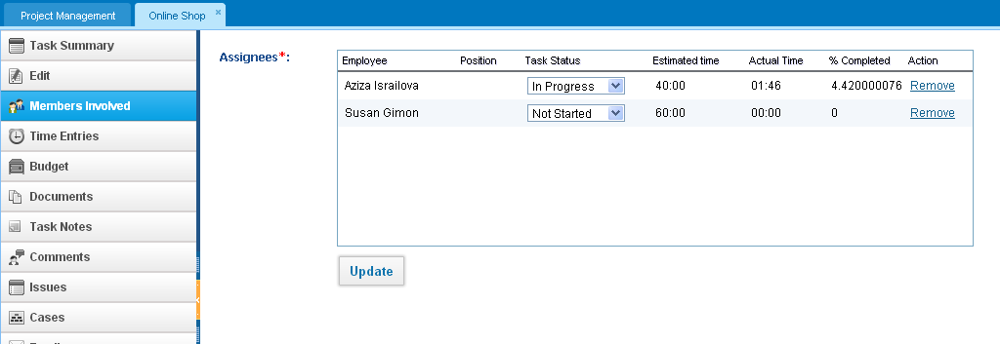 Project Management
Online Shop
Task Summary
Edit
Members Involved
Time Entries
Budget
Documents
Task Notes
Comments
Issues
Cases
Assignees*:
Employee Position Task Status Estimated time Actual Time % Completed Action
Aziza Israilova In Progress 40:00 01:46 4.420000076 Remove
Susan Gimon Not Started 60:00 00:00 0 Remove
Update